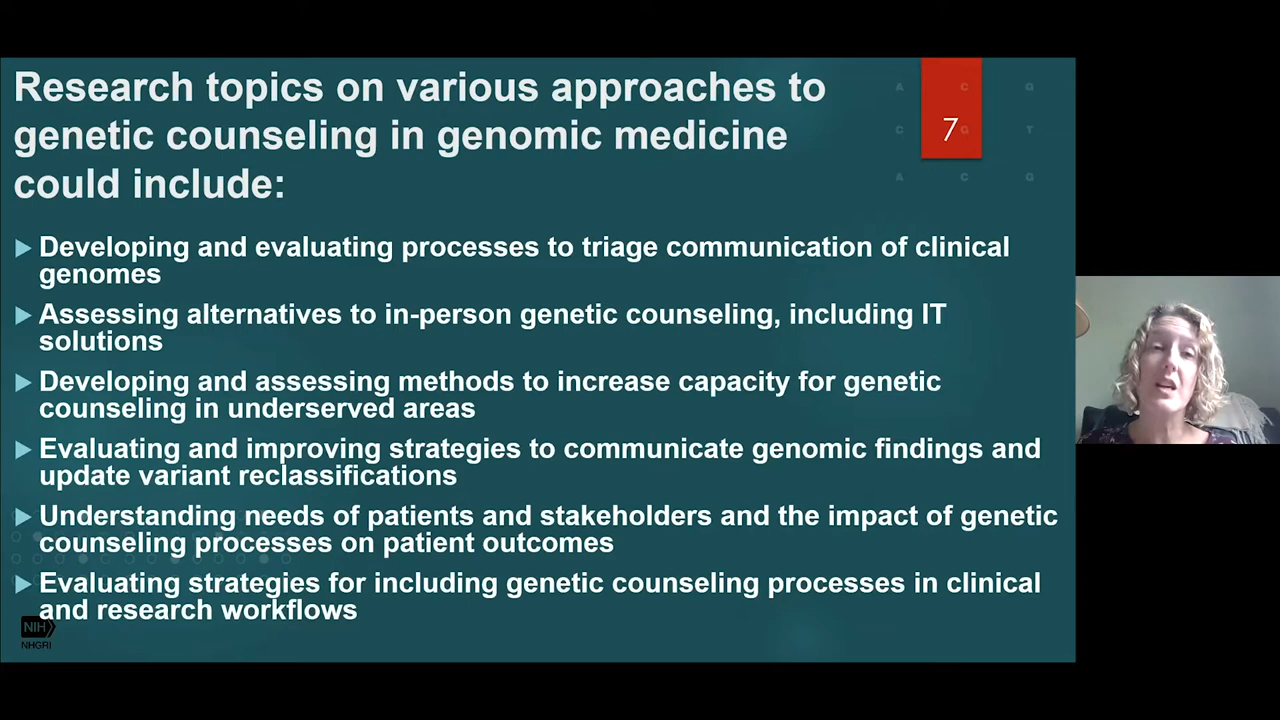 Research topics on various approaches to
genetic counseling in genomic medicine
could include:
7
A C G
C G T
A C G
Developing and evaluating processes to triage communication of clinical
genomes
Assessing alternatives to in-person genetic counseling, including IT
solutions
Developing and assessing methods to increase capacity for genetic
counseling in underserved areas
Evaluating and improving strategies to communicate genomic findings and
update variant reclassifications
Understanding needs of patients and stakeholders and the impact of genetic
counseling processes on patient outcomes
Evaluating strategies for including genetic counseling processes in clinical
and research workflows
NIH
NHGRI